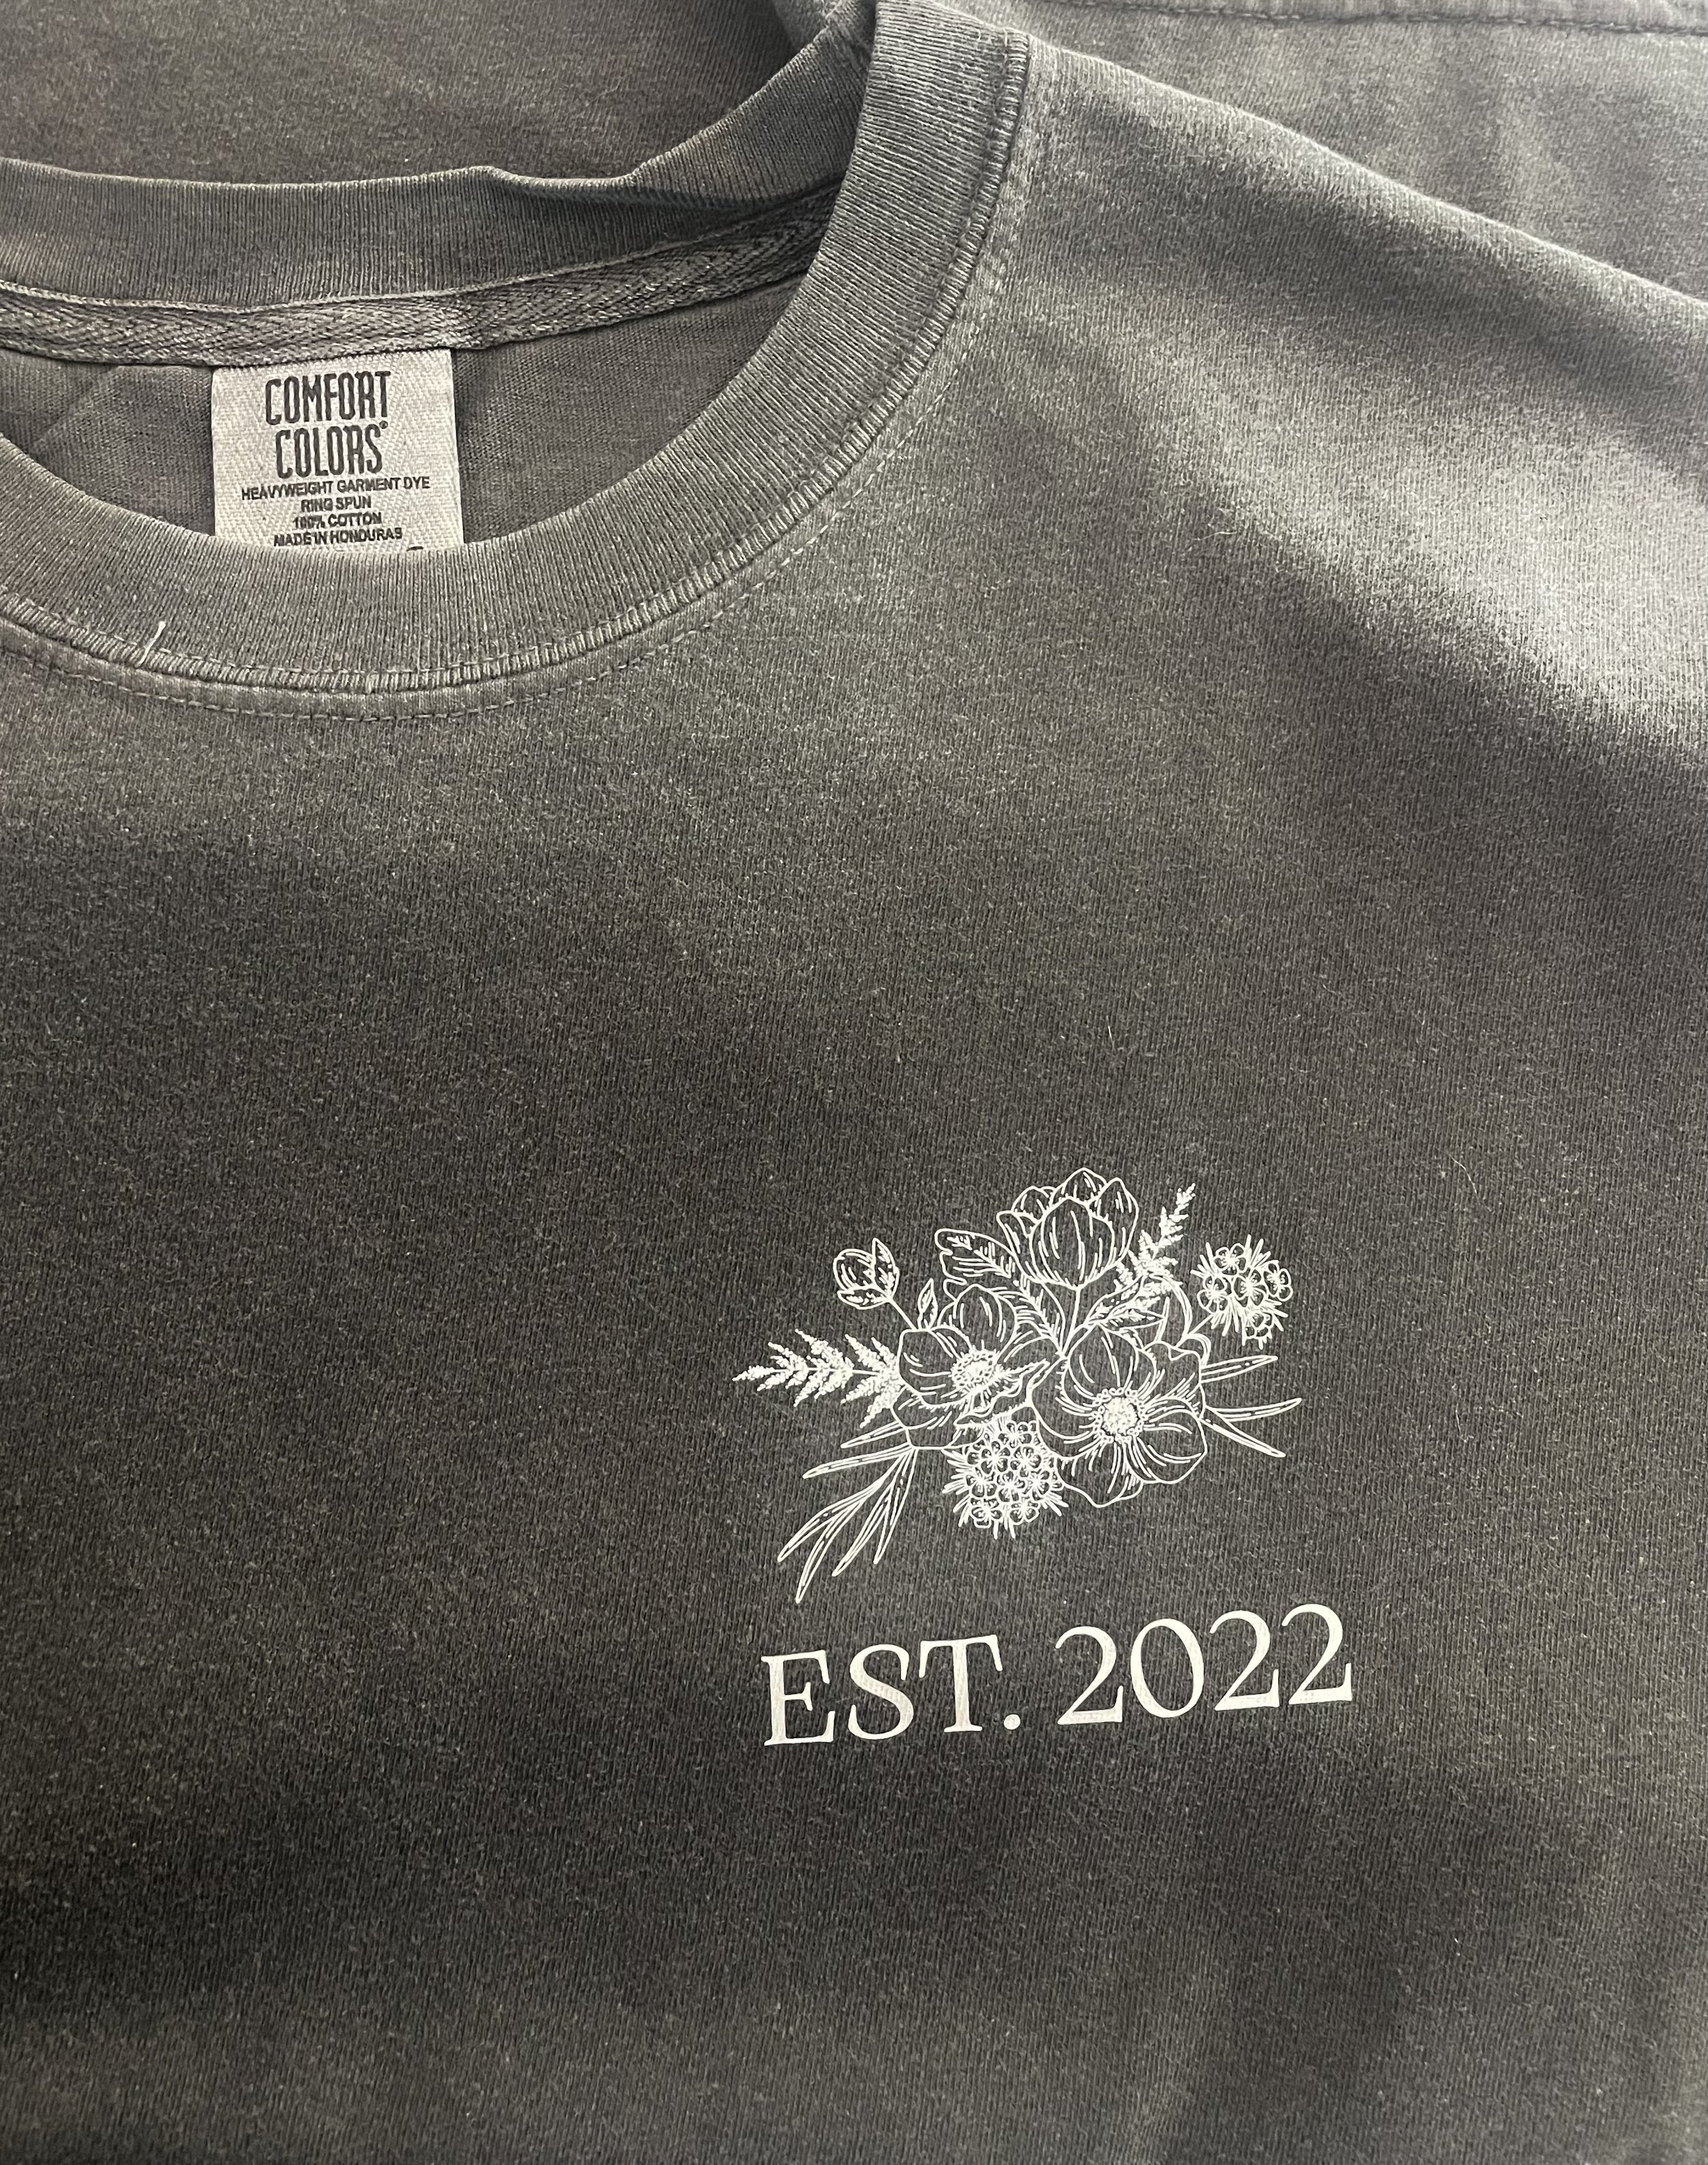 COMFORT
COLORS®
HEAVYWEIGHT GARMENT DYE
RING SPUN
100% COTTON
MADE IN HONDURAS
EST. 2022